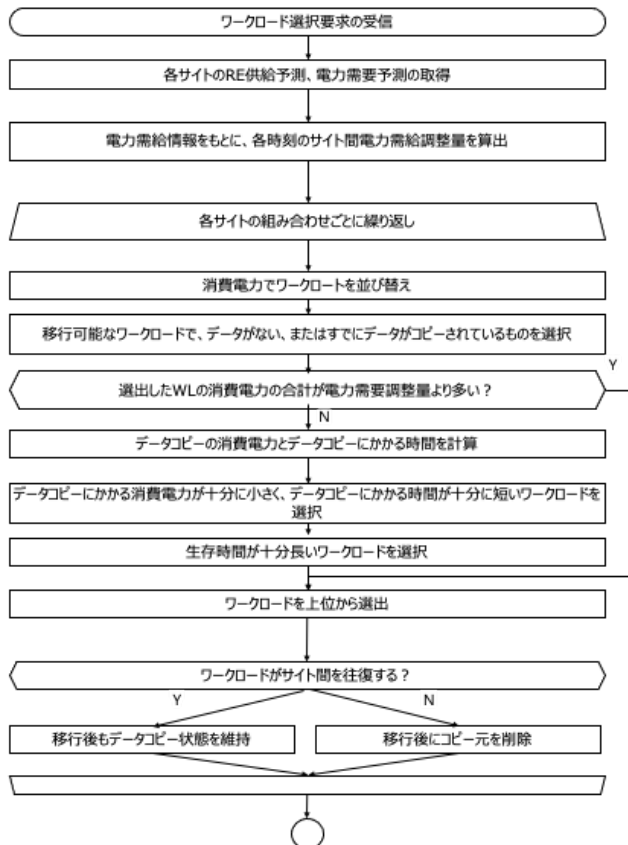 ワークロード選択要求の受信
各サイトのRE供給予測、電力需要予測の取得
電力需給情報をもとに、各時刻のサイト間電力需給調整量を算出
各サイトの組み合わせごとに繰り返し
消費電力でワークロートを並び替え
移行可能なワークロードで、データがない、またはすでにデータがコピーされているものを選択
Y
選出したWLの消費電力の合計が電力需要調整量より多い？
N
データコピーの消費電力とデータコピーにかかる時間を計算
データコピーにかかる消費電力が十分に小さく、データコピーにかかる時間が十分に短いワークロードを
選択
生存時間が十分長いワークロードを選択
ワークロードを上位から選出
ワークロードがサイト間を往復する？
Y
N
移行後もデータコピー状態を維持
移行後にコピー元を削除